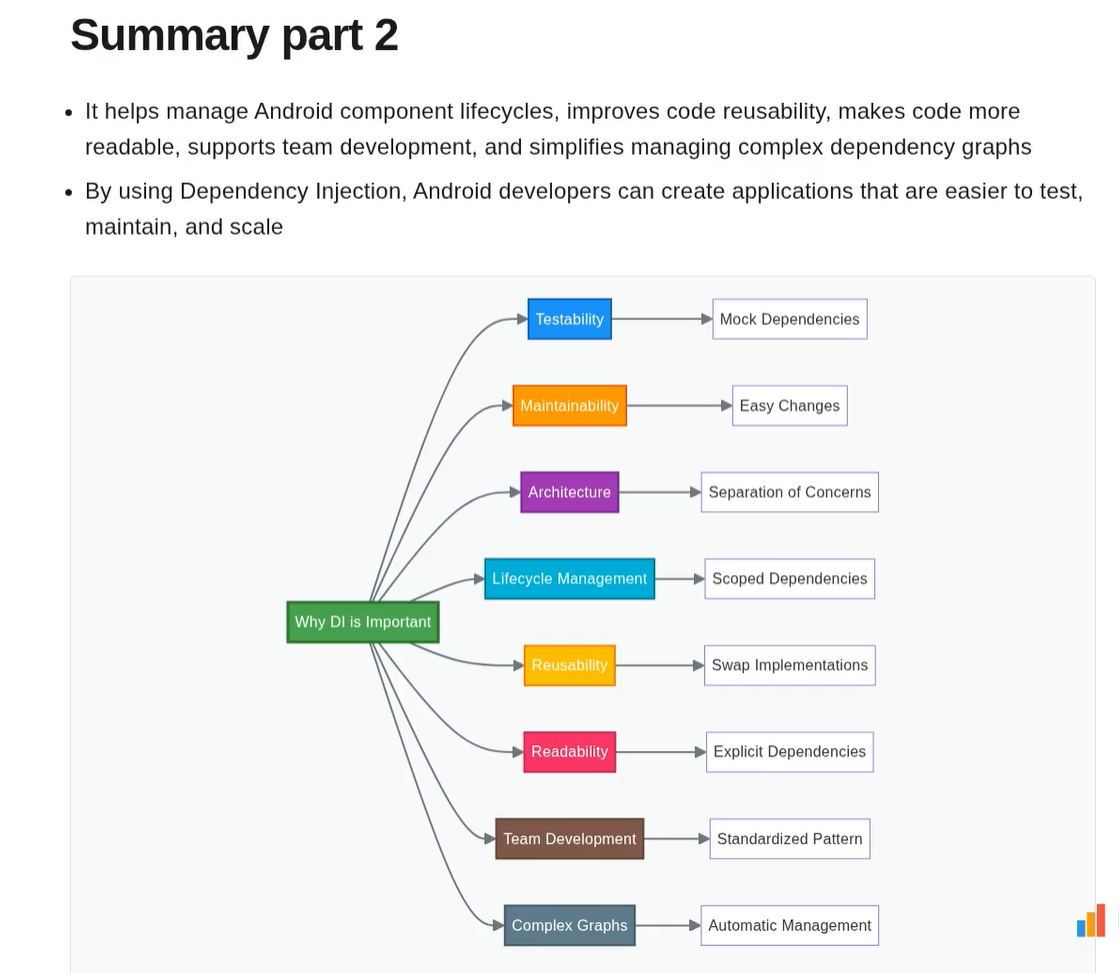 Summary part 2
It helps manage Android component lifecycles, improves code reusability, makes code more
readable, supports team development, and simplifies managing complex dependency graphs
By using Dependency Injection, Android developers can create applications that are easier to test,
maintain, and scale
Testability
Mock Dependencies
Maintainability
Easy Changes
Architecture
Separation of Concerns
Lifecycle Management
Scoped Dependencies
Why DI is Important
Reusability
Swap Implementations
Readability
Explicit Dependencies
Team Development
Standardized Pattern
Complex Graphs
Automatic Management